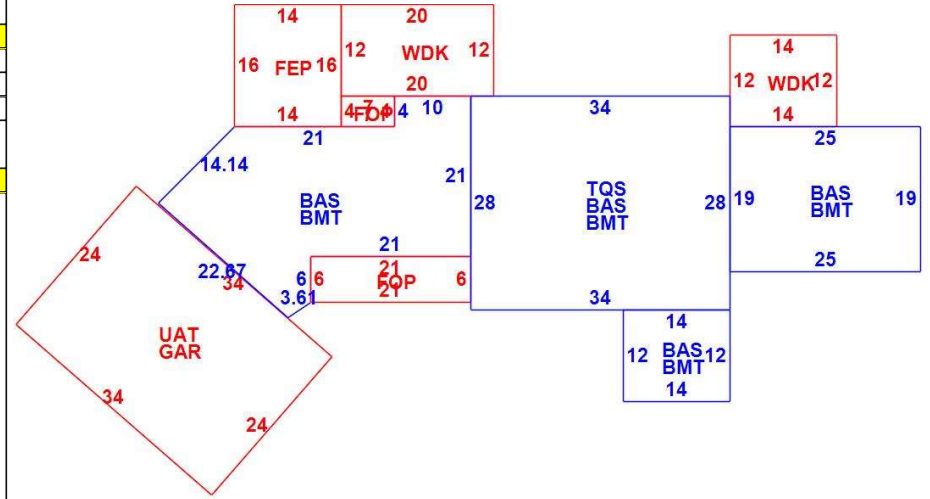 14
20
14
16 FEP 16
12 WDK 12
12 WDK 12
14
20
14
4 7 4
FOP
4 10
21
34
25
14.14
21
BAS
BMT
28
TQS
BAS
BMT
28
19 BAS 19
BMT
21
25
24
22.67
34
6 6
21
FOP
21
6
3.61
34
14
UAT
GAR
12 BAS 12
BMT
14
34
24